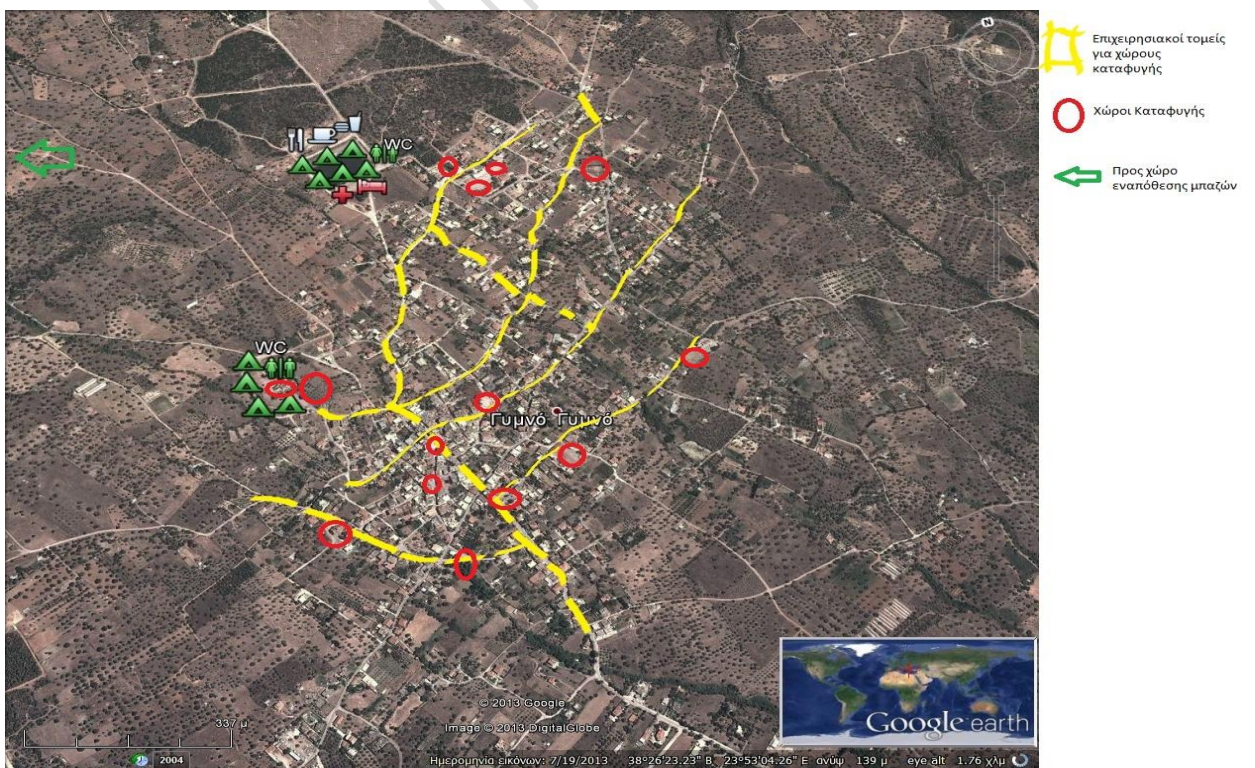 N
Επιχειρησιακοί τομείς
για χώρους
καταφυγής
Χώροι Καταφυγής
Προς χώρο
εναπόθεσης μπαζών
WC
WC
Γυμνό Γυμνό
© 2013 Google
Image © 2013 DigitalGlobe
Google earth
337 μ
2004
Ημερομηνία εικόνων: 7/19/2013 38°26'23.23" Β 23°53'04.26" Ε ανύψ 139 μ eye alt 1.76 χλμ